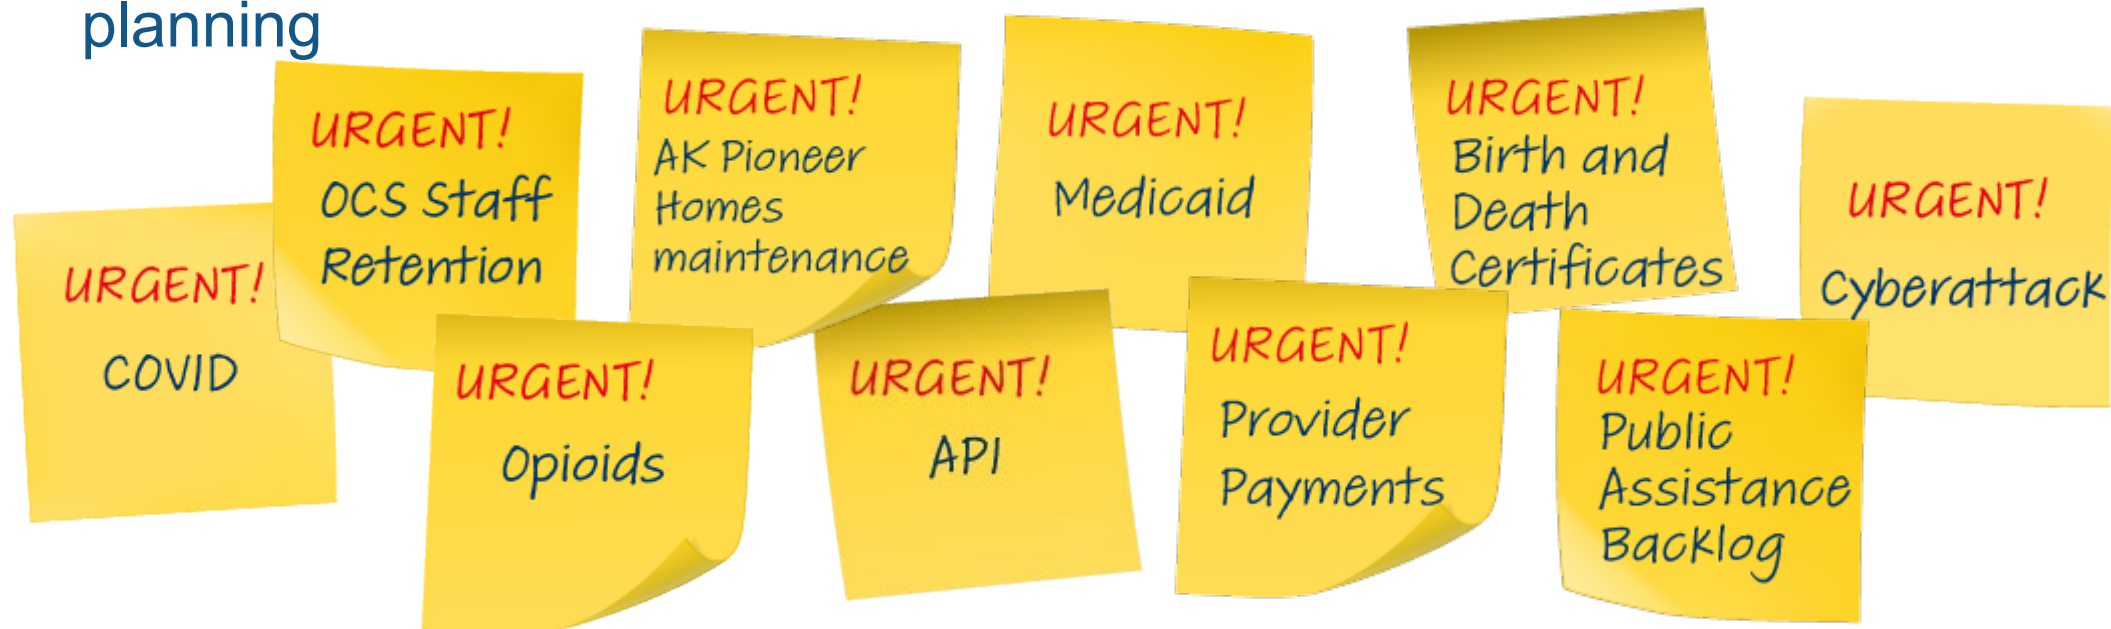 planning
URGENT!
COVID
URGENT!
OCS Staff
Retention
URGENT!
Opioids
URGENT!
AK Pioneer
Homes
maintenance
URGENT!
API
URGENT!
Medicaid
URGENT!
Provider
Payments
URGENT!
Birth and
Death
Certificates
URGENT!
Public
Assistance
Backlog
URGENT!
Cyberattack